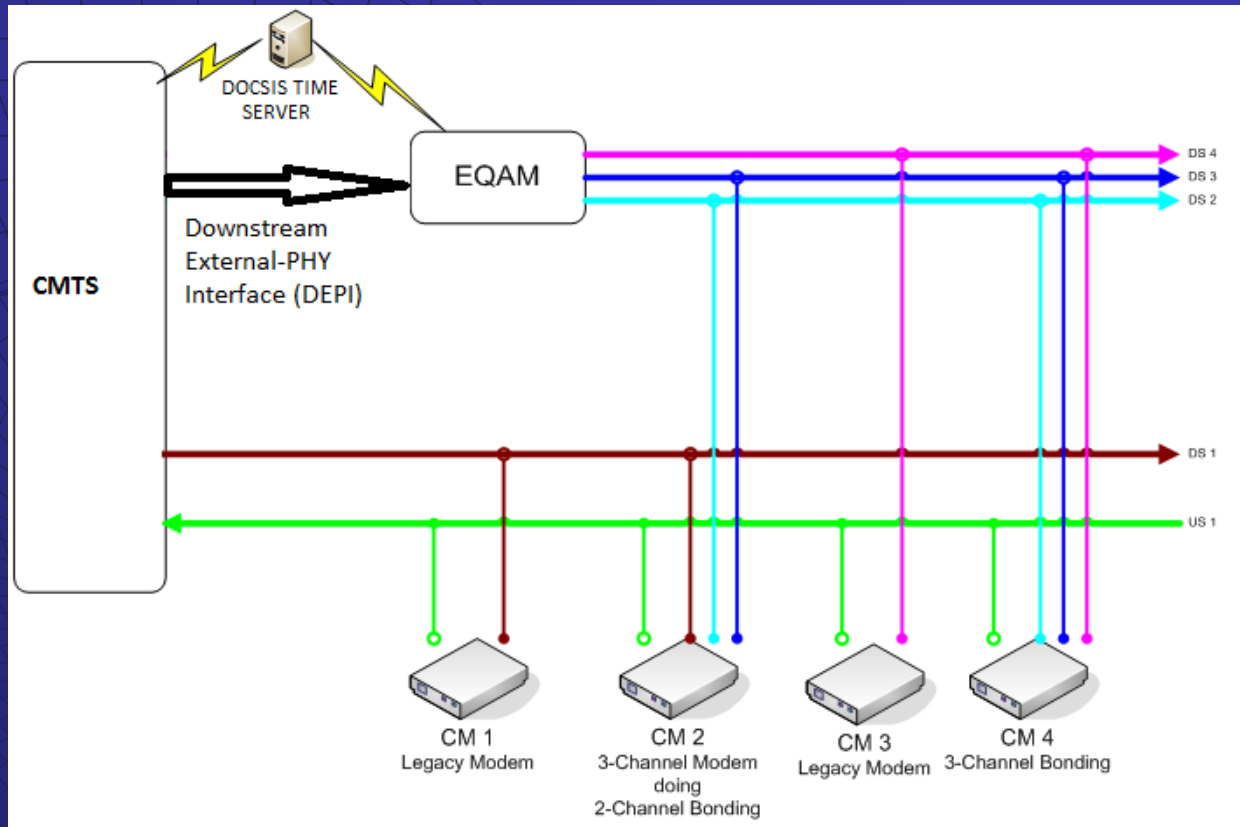 DOCSIS TIME
SERVER
EQAM
DS 4
DS 3
DS 2
Downstream
External-PHY
Interface (DEPI)
CMTS
DS 1
US 1
CM 1
Legacy Modem
CM 2
3-Channel Modem
doing
2-Channel Bonding
CM 3
Legacy Modem
CM 4
3-Channel Bonding